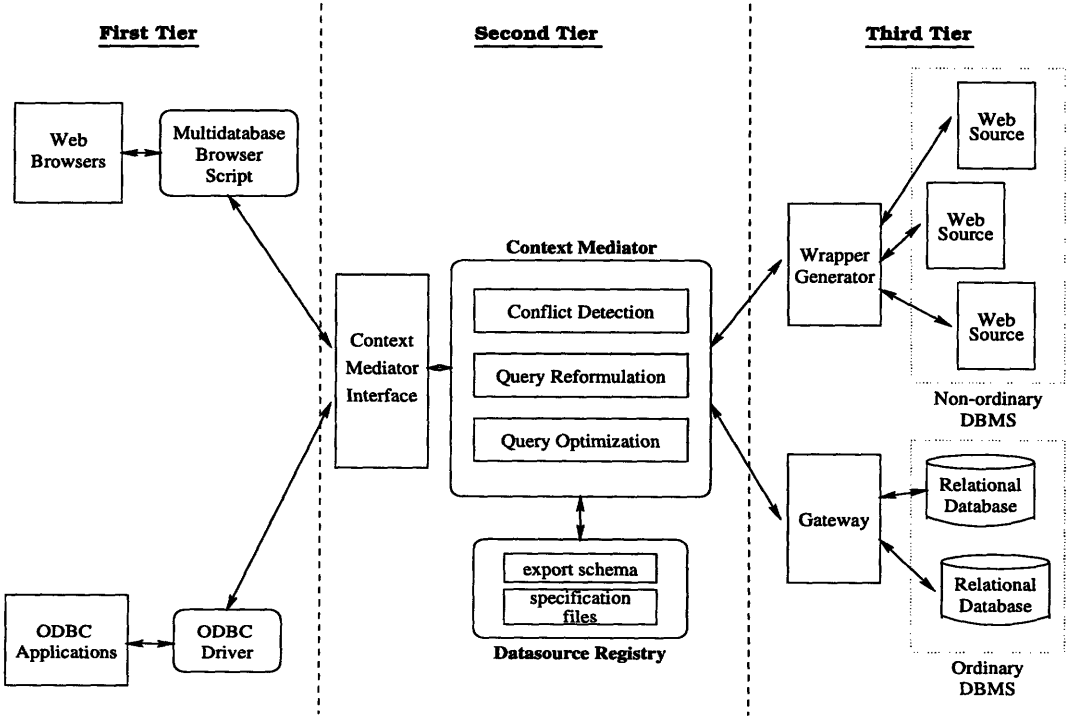 First Tier
Web
Browsers
Multidatabase
Browser
Script
ODBC
Applications
ODBC
Driver
Second Tier
Context
Mediator
Interface
Context Mediator
Conflict Detection
Query Reformulation
Query Optimization
export schema
specification
files
Datasource Registry
Third Tier
Wrapper
Generator
Web
Source
Web
Source
Web
Source
Non-ordinary
DBMS
Gateway
Relational
Database
Relational
Database
Ordinary
DBMS